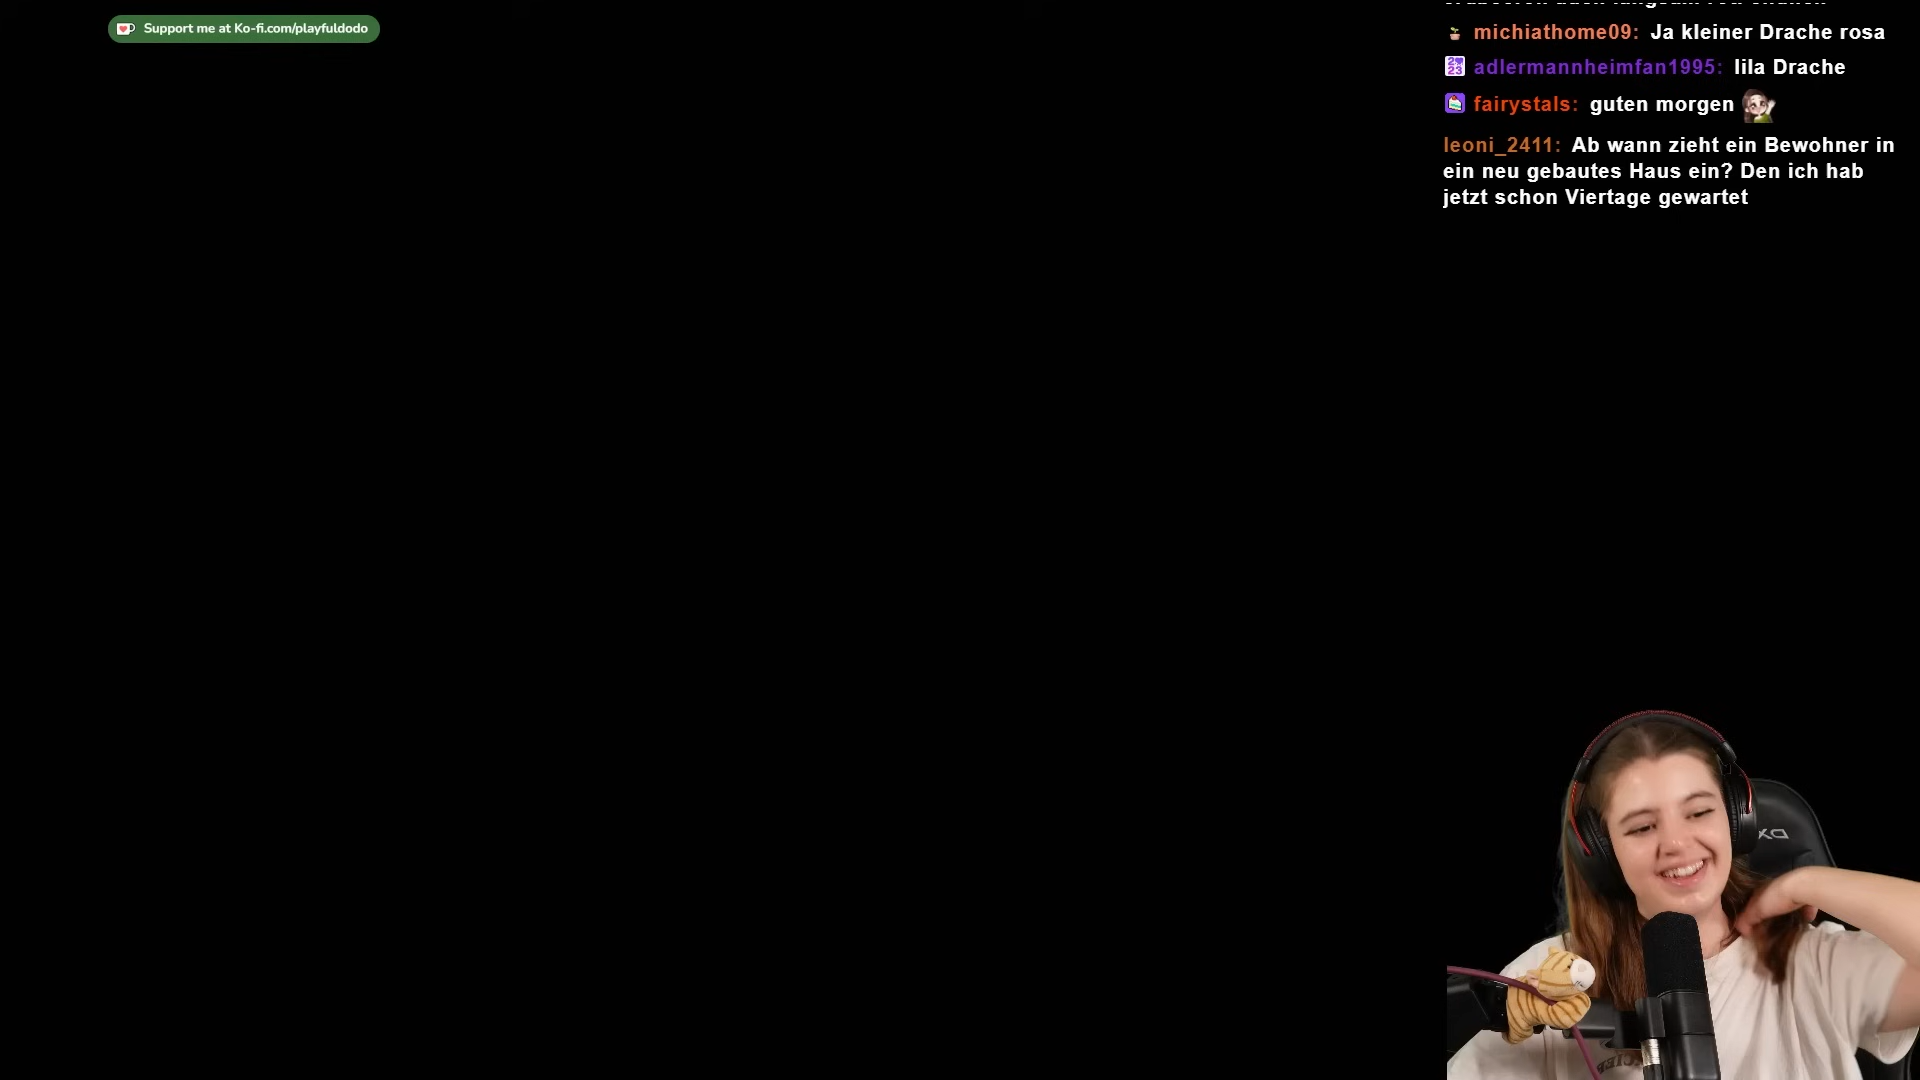 Support me at Ko-fi.com/playfuldodo
michiathome09: Ja kleiner Drache rosa
adlermannheimfan1995: lila Drache
fairystals: guten morgen
leoni_2411: Ab wann zieht ein Bewohner in
ein neu gebautes Haus ein? Den ich hab
jetzt schon Viertage gewartet